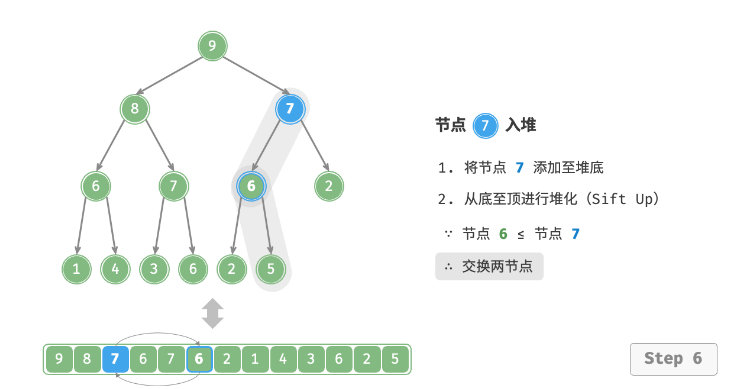 9
8 7
6 7 6 2
1 4 3 6 2 5
9 8 7 6 7 6 2 1 4 3 6 2 5
节点 7 入堆
1. 将节点 7 添加至堆底
2. 从底至顶进行堆化（Sift Up）
∵ 节点 6 ≤ 节点 7
∴ 交换两节点
Step 6